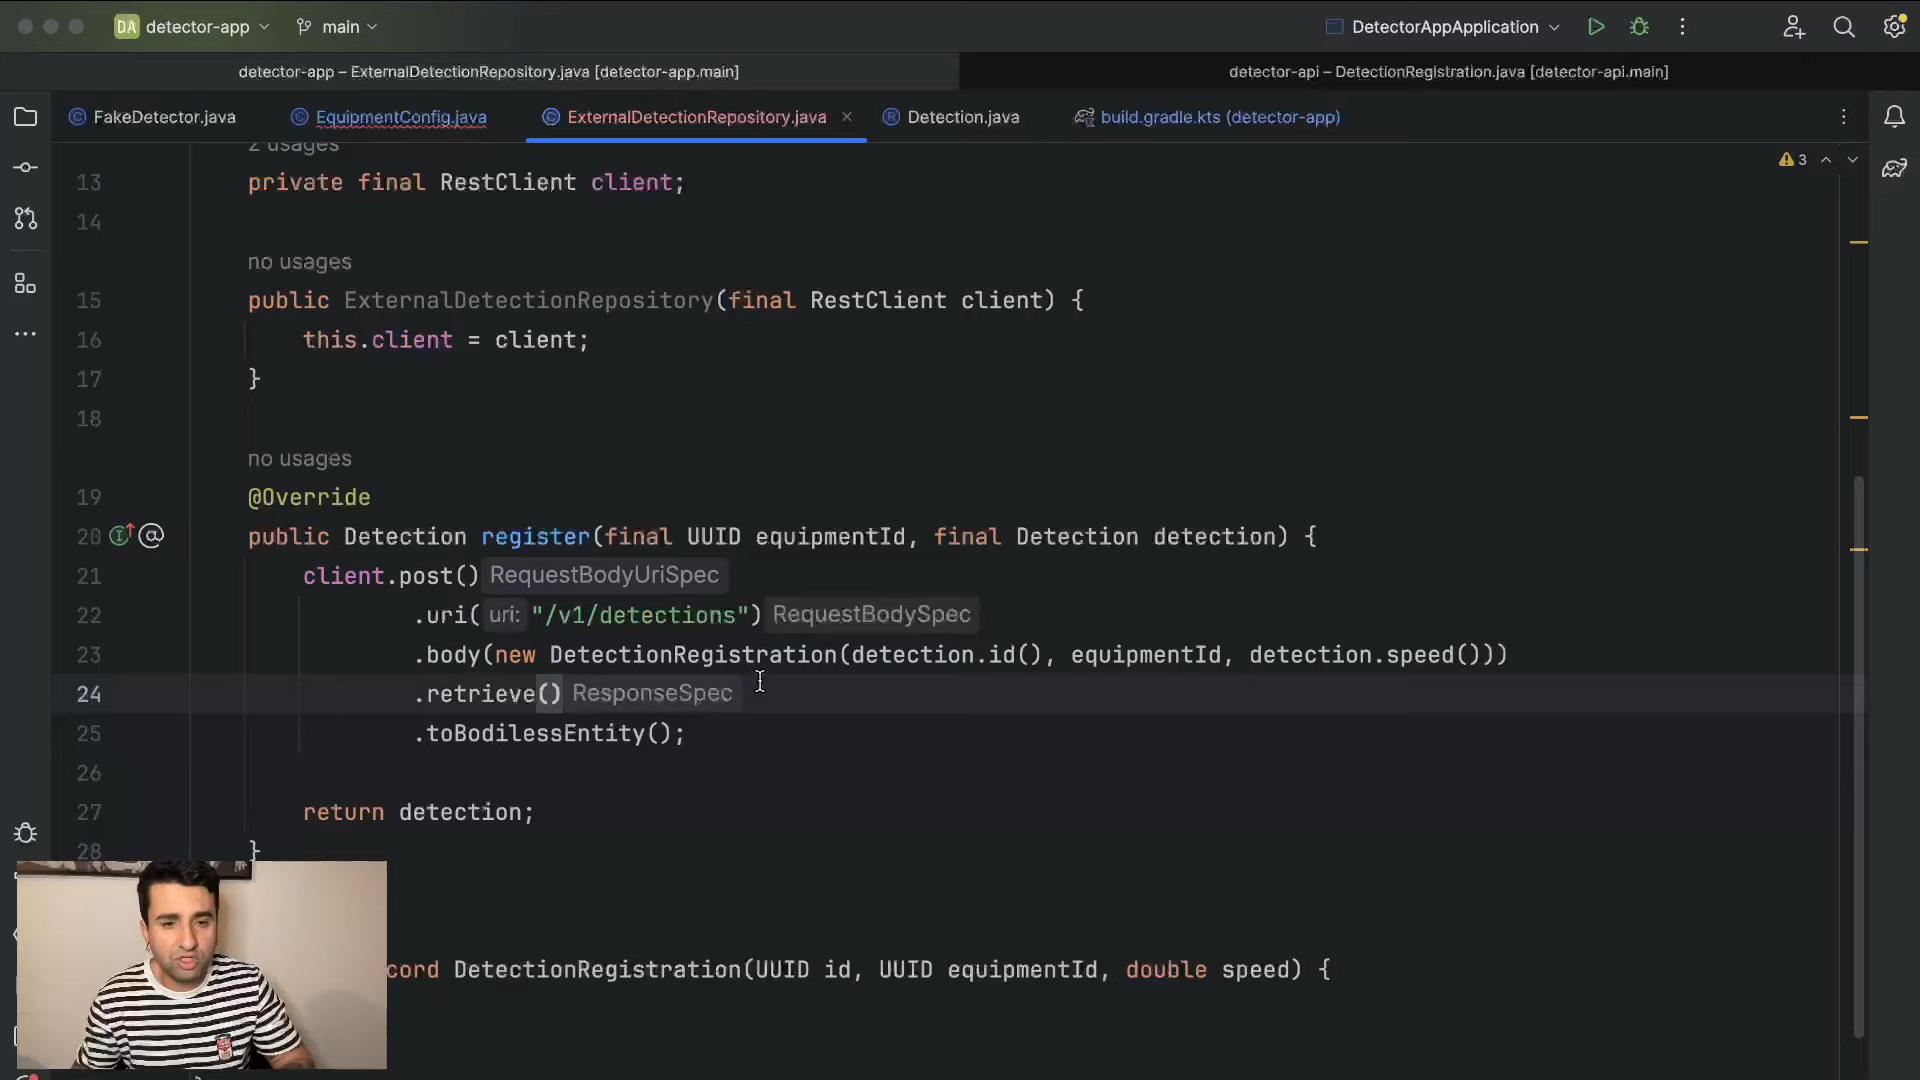 DA detector-app main DetectorAppApplication
detector-app – ExternalDetectionRepository.java [detector-app.main] detector-api – DetectionRegistration.java [detector-api.main]
FakeDetector.java EquipmentConfig.java ExternalDetectionRepository.java Detection.java build.gradle.kts (detector-app)
2 usages
3
13 private final RestClient client;
14
no usages
15 public ExternalDetectionRepository(final RestClient client) {
16 this.client = client;
17 }
18
no usages
19 @Override
20 public Detection register(final UUID equipmentId, final Detection detection) {
21 client.post() RequestBodyUriSpec
22 .uri( uri: "/v1/detections") RequestBodySpec
23 .body(new DetectionRegistration(detection.id(), equipmentId, detection.speed()))
24 .retrieve() ResponseSpec
25 .toBodilessEntity();
26
27 return detection;
28 }
cord DetectionRegistration(UUID id, UUID equipmentId, double speed) {